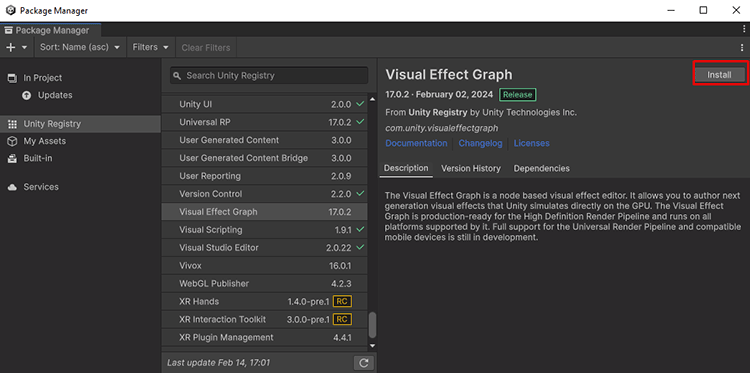 Package Manager
Package Manager
+ Sort: Name (asc) Filters Clear Filters
In Project
Updates
Unity Registry
My Assets
Built-in
Services
Search Unity Registry
Unity UI 2.0.0
Universal RP 17.0.2
User Generated Content 3.0.0
User Generated Content Bridge 3.0.0
User Reporting 2.0.9
Version Control 2.2.0
Visual Effect Graph 17.0.2
Visual Scripting 1.9.1
Visual Studio Editor 2.0.22
Vivox 16.0.1
WebGL Publisher 4.2.3
XR Hands 1.4.0-pre.1 RC
XR Interaction Toolkit 3.0.0-pre.1 RC
XR Plugin Management 4.4.1
Last update Feb 14, 17:01
Visual Effect Graph
Install
17.0.2 · February 02, 2024 Release
From Unity Registry by Unity Technologies Inc.
com.unity.visualeffectgraph
Documentation Changelog Licenses
Description Version History Dependencies
The Visual Effect Graph is a node based visual effect editor. It allows you to author next
generation visual effects that Unity simulates directly on the GPU. The Visual Effect
Graph is production-ready for the High Definition Render Pipeline and runs on all
platforms supported by it. Full support for the Universal Render Pipeline and compatible
mobile devices is still in development.